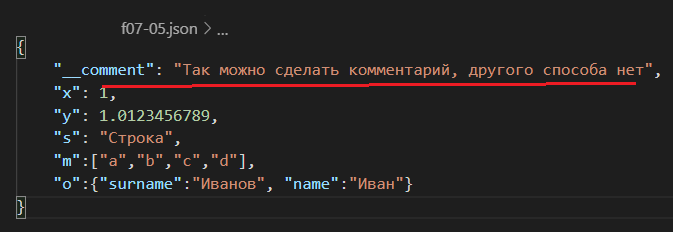 f07-05.json > ...
{
"__comment": "Так можно сделать комментарий, другого способа нет",
"x": 1,
"y": 1.0123456789,
"s": "Строка",
"m":["a","b","c","d"],
"o":{"surname":"Иванов", "name":"Иван"}
}